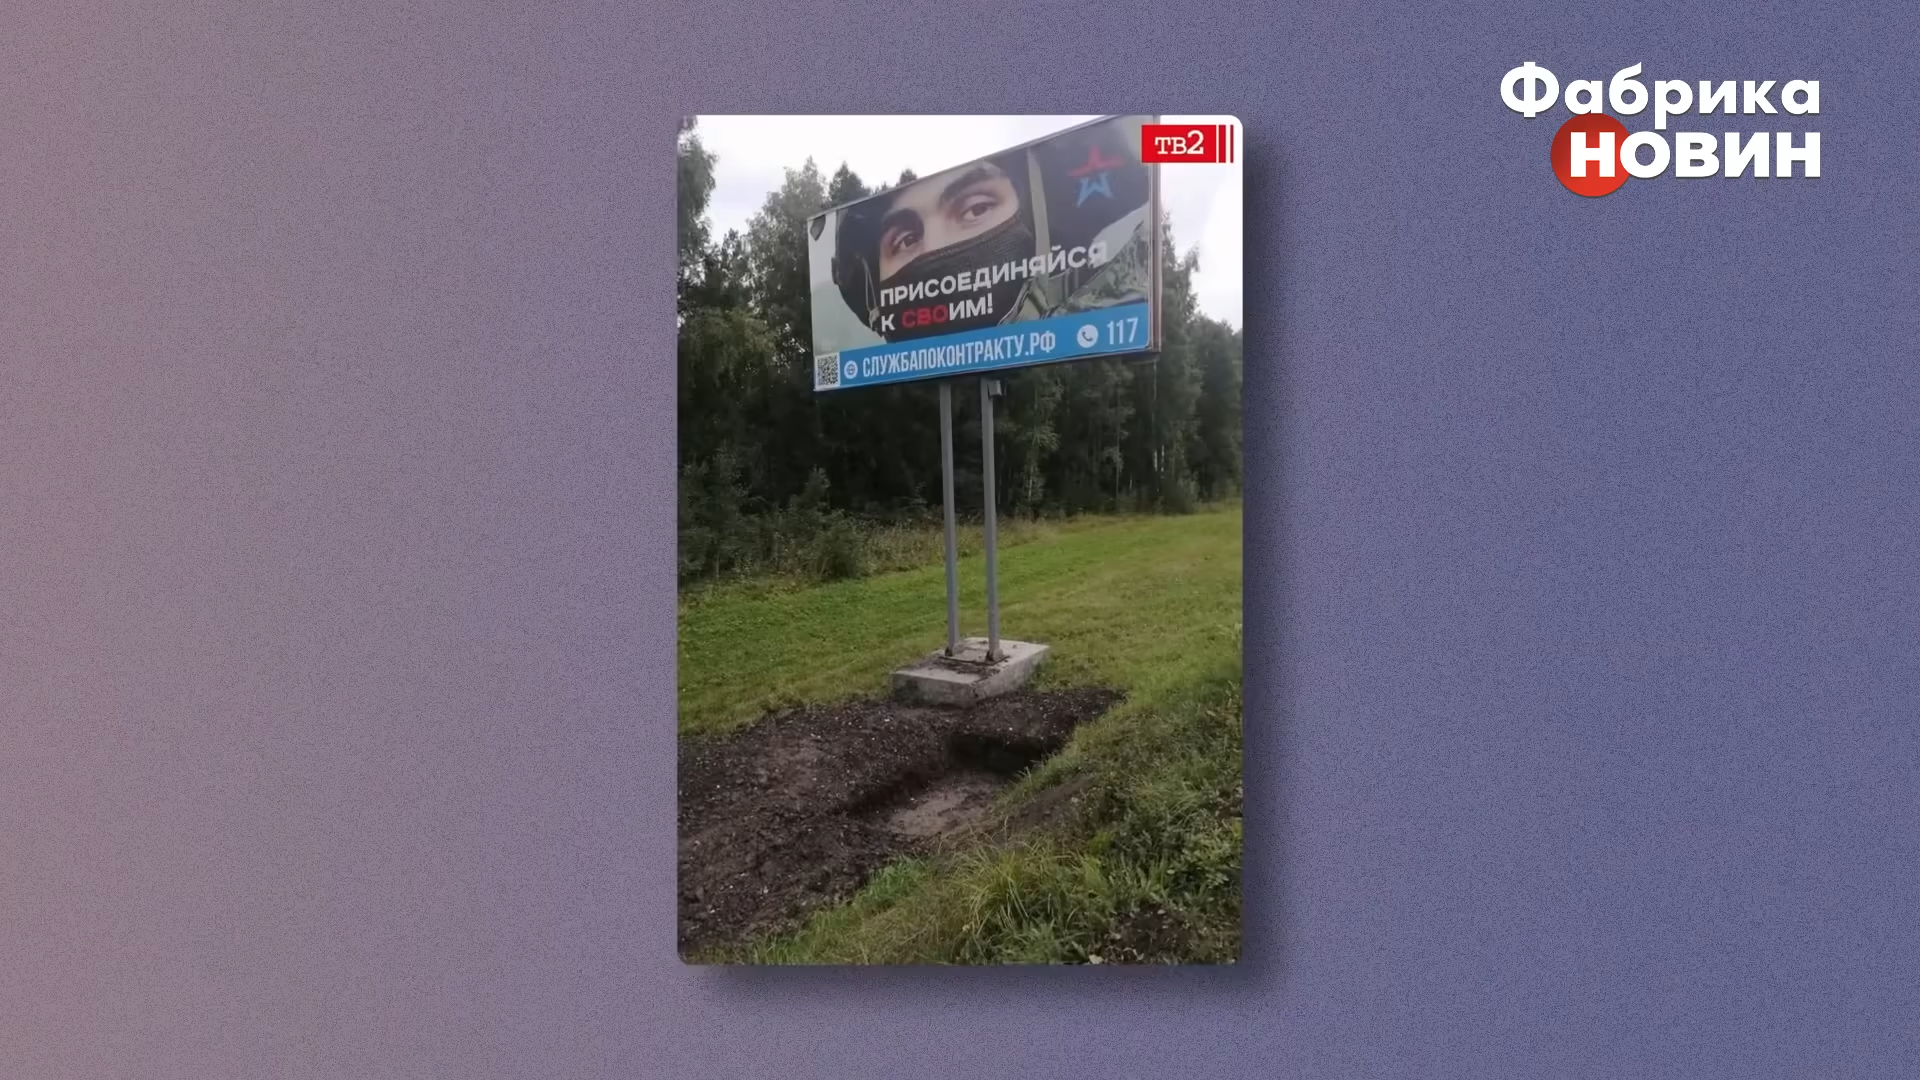 Фабрика
новин
ТВ2
ПРИСОЕДИНЯЙСЯ
К СВОИМ!
СЛУЖБАПОКОНТРАКТУ.РФ 117